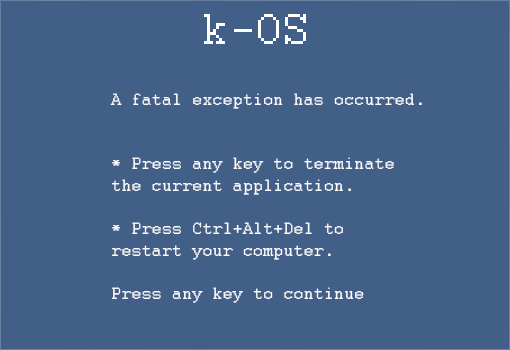 k-OS
A fatal exception has occurred.
* Press any key to terminate
the current application.
* Press Ctrl+Alt+Del to
restart your computer.
Press any key to continue